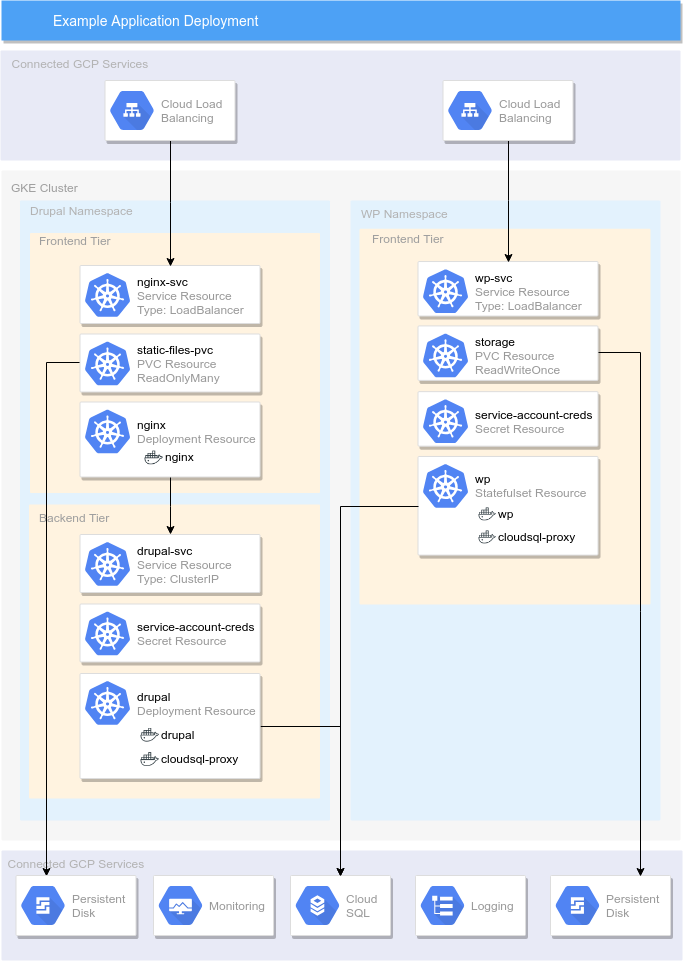 Example Application Deployment
Connected GCP Services
Cloud Load
Balancing
Cloud Load
Balancing
GKE Cluster
Drupal Namespace
Frontend Tier
nginx-svc
Service Resource
Type: LoadBalancer
static-files-pvc
PVC Resource
ReadOnlyMany
nginx
Deployment Resource
nginx
Backend Tier
drupal-svc
Service Resource
Type: ClusterIP
service-account-creds
Secret Resource
drupal
Deployment Resource
drupal
cloudsql-proxy
WP Namespace
Frontend Tier
wp-svc
Service Resource
Type: LoadBalancer
storage
PVC Resource
ReadWriteOnce
service-account-creds
Secret Resource
wp
Statefulset Resource
wp
cloudsql-proxy
Connected GCP Services
Persistent
Disk
Monitoring
Cloud
SQL
Logging
Persistent
Disk